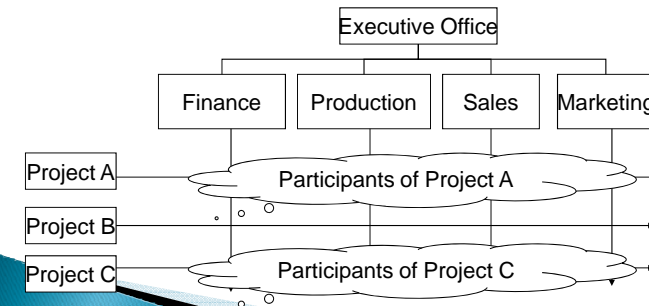 Executive Office
Finance
Production
Sales
Marketing
Project A
Participants of Project A
Project B
Project C
Participants of Project C